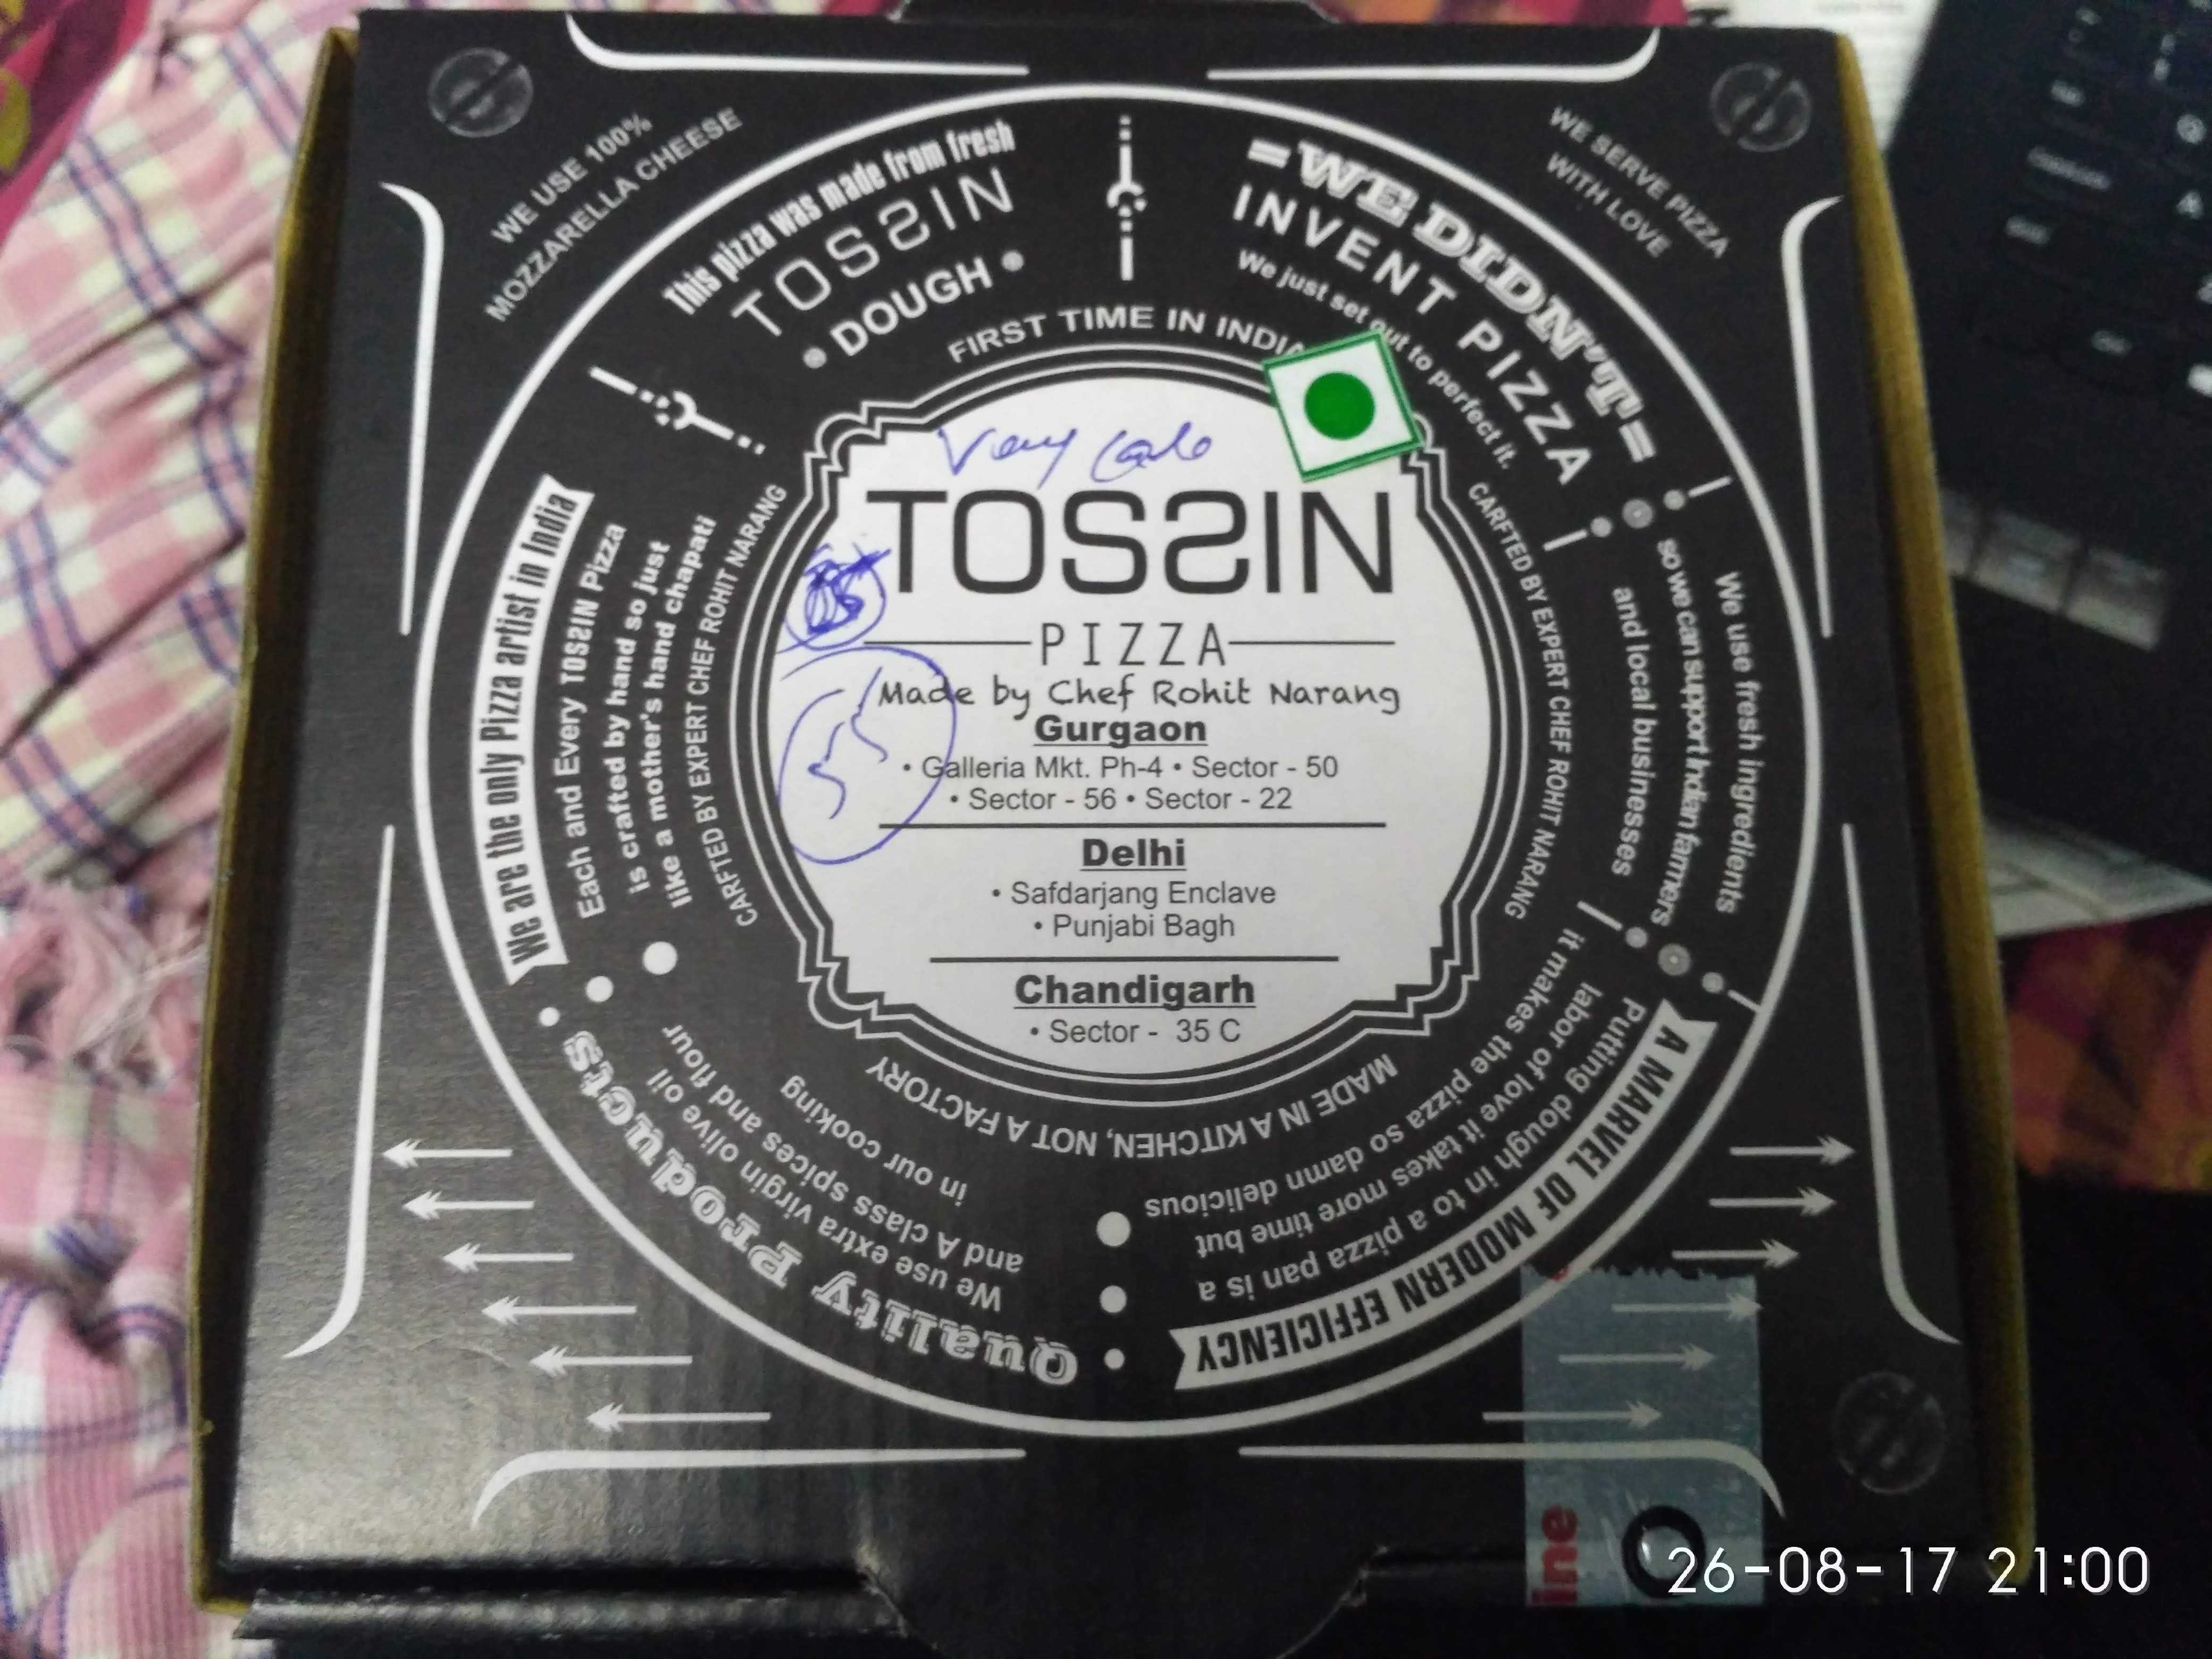 WE USE 100%
MOZZARELLA CHEESE
WE SERVE PIZZA
WITH LOVE
This pizza was made from fresh
TOSSIN
• DOUGH •
=WE DIDN'T=
INVENT PIZZA
We just set out to perfect it.
We use fresh ingredients
so we can support Indian farmers
and local businesses
A MARVEL OF MODERN EFFICIENCY
Putting dough in to a pizza pan is a
labor of love it takes more time but
it makes the pizza so damn delicious
Quality Products
We use extra virgin olive oil
and A class spices and flour
in our cooking
We are the only Pizza artist in India
Each and Every TOSSIN Pizza
is crafted by hand so just
like a mother's hand chapati
FIRST TIME IN INDIA
CARFTED BY EXPERT CHEF ROHIT NARANG
MADE IN A KITCHEN, NOT A FACTORY
CARFTED BY EXPERT CHEF ROHIT NARANG
Very
TOSSIN
PIZZA
Made by Chef Rohit Narang
Gurgaon
• Galleria Mkt. Ph-4 • Sector - 50
• Sector - 56 • Sector - 22
Delhi
• Safdarjang Enclave
• Punjabi Bagh
Chandigarh
• Sector - 35 C
ine
26-08-17 21:00